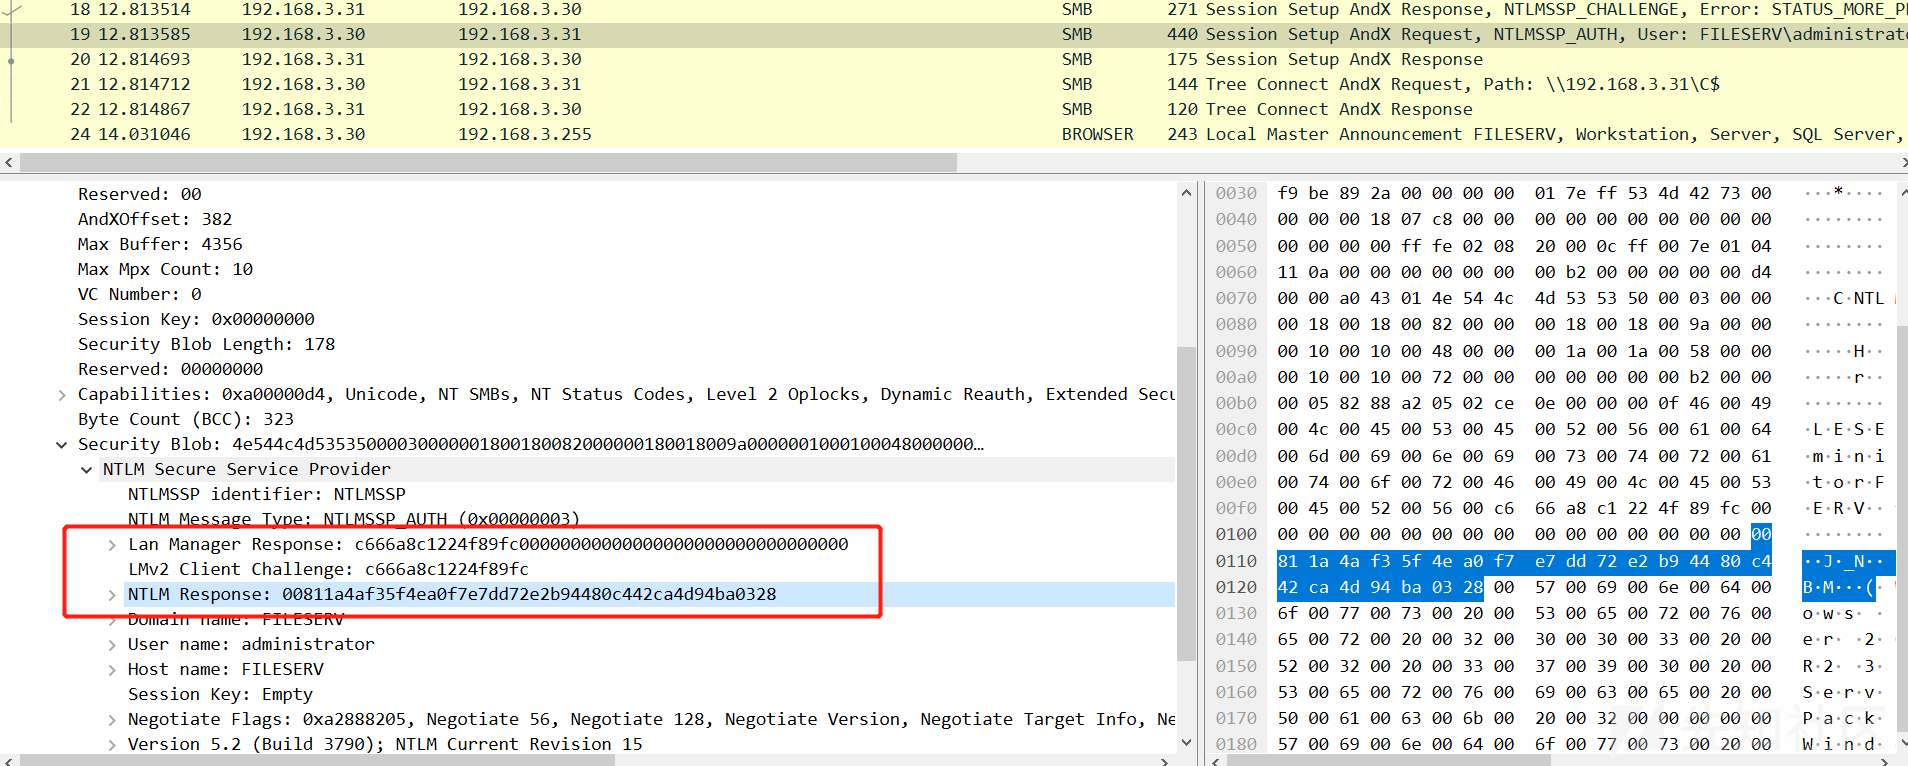 18 12.813514 192.168.3.31 192.168.3.30 SMB 271 Session Setup AndX Response, NTLMSSP_CHALLENGE, Error: STATUS_MORE_P
19 12.813585 192.168.3.30 192.168.3.31 SMB 440 Session Setup AndX Request, NTLMSSP_AUTH, User: FILESERV\administrato
20 12.814693 192.168.3.31 192.168.3.30 SMB 175 Session Setup AndX Response
21 12.814712 192.168.3.30 192.168.3.31 SMB 144 Tree Connect AndX Request, Path: \\192.168.3.31\C$
22 12.814867 192.168.3.31 192.168.3.30 SMB 120 Tree Connect AndX Response
24 14.031046 192.168.3.30 192.168.3.255 BROWSER 243 Local Master Announcement FILESERV, Workstation, Server, SQL Server,
Reserved: 00
AndXOffset: 382
Max Buffer: 4356
Max Mpx Count: 10
VC Number: 0
Session Key: 0x00000000
Security Blob Length: 178
Reserved: 00000000
Capabilities: 0xa00000d4, Unicode, NT SMBs, NT Status Codes, Level 2 Oplocks, Dynamic Reauth, Extended Secu
Byte Count (BCC): 323
Security Blob: 4e544c4d53535000030000001800180082000000180018009a0000001000100048000000…
NTLM Secure Service Provider
NTLMSSP identifier: NTLMSSP
NTLM Message Type: NTLMSSP_AUTH (0x00000003)
Lan Manager Response: c666a8c1224f89fc00000000000000000000000000000000
LMv2 Client Challenge: c666a8c1224f89fc
NTLM Response: 00811a4af35f4ea0f7e7dd72e2b94480c442ca4d94ba0328
Domain name: FILESERV
User name: administrator
Host name: FILESERV
Session Key: Empty
Negotiate Flags: 0xa2888205, Negotiate 56, Negotiate 128, Negotiate Version, Negotiate Target Info, Ne
Version 5.2 (Build 3790); NTLM Current Revision 15
0030 f9 be 89 2a 00 00 00 00 01 7e ff 53 4d 42 73 00 ···*····
0040 00 00 00 18 07 c8 00 00 00 00 00 00 00 00 00 00 ········
0050 00 00 00 00 ff fe 02 08 20 00 0c ff 00 7e 01 04 ········
0060 11 0a 00 00 00 00 00 00 00 b2 00 00 00 00 00 d4 ········
0070 00 00 a0 43 01 4e 54 4c 4d 53 53 50 00 03 00 00 ···C·NTL
0080 00 18 00 18 00 82 00 00 00 18 00 18 00 9a 00 00 ········
0090 00 10 00 10 00 48 00 00 00 1a 00 1a 00 58 00 00 ·····H··
00a0 00 10 00 10 00 72 00 00 00 00 00 00 00 b2 00 00 ·····r··
00b0 00 05 82 88 a2 05 02 ce 0e 00 00 00 0f 46 00 49 ········
00c0 00 4c 00 45 00 53 00 45 00 52 00 56 00 61 00 64 ·L·E·S·E
00d0 00 6d 00 69 00 6e 00 69 00 73 00 74 00 72 00 61 ·m·i·n·i
00e0 00 74 00 6f 00 72 00 46 00 49 00 4c 00 45 00 53 ·t·o·r·F
00f0 00 45 00 52 00 56 00 c6 66 a8 c1 22 4f 89 fc 00 ·E·R·V··
0100 00 00 00 00 00 00 00 00 00 00 00 00 00 00 00 00 ········
0110 81 1a 4a f3 5f 4e a0 f7 e7 dd 72 e2 b9 44 80 c4 ··J·_N··
0120 42 ca 4d 94 ba 03 28 00 00 57 00 69 00 6e 00 64 00 B·M···(·
0130 6f 00 77 00 73 00 20 00 53 00 65 00 72 00 76 00 o·w·s· ·
0140 65 00 72 00 20 00 32 00 30 00 30 00 33 00 20 00 e·r· ·2·
0150 52 00 32 00 20 00 33 00 37 00 39 00 30 00 20 00 R·2· ·3·
0160 53 00 65 00 72 00 76 00 69 00 63 00 65 00 20 00 S·e·r·v·
0170 50 00 61 00 63 00 6b 00 20 00 32 00 00 00 00 00 P·a·c·k·
0180 57 00 69 00 6e 00 64 00 6f 00 77 00 73 00 20 00 W·i·n·d·